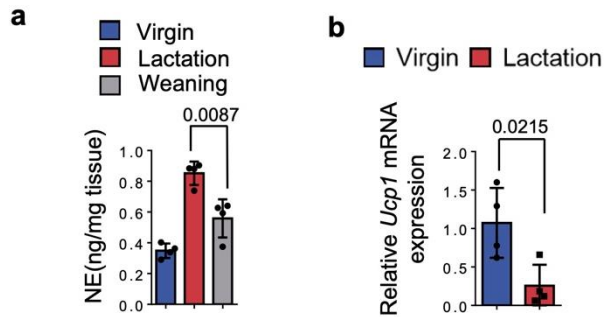 a
Virgin
Lactation
Weaning
0.0087
NE(ng/mg tissue)
1.0
0.8
0.6
0.4
0.2
0.0
b
Virgin Lactation
0.0215
Relative Ucp1 mRNA
expression
2.0
1.5
1.0
0.5
0.0